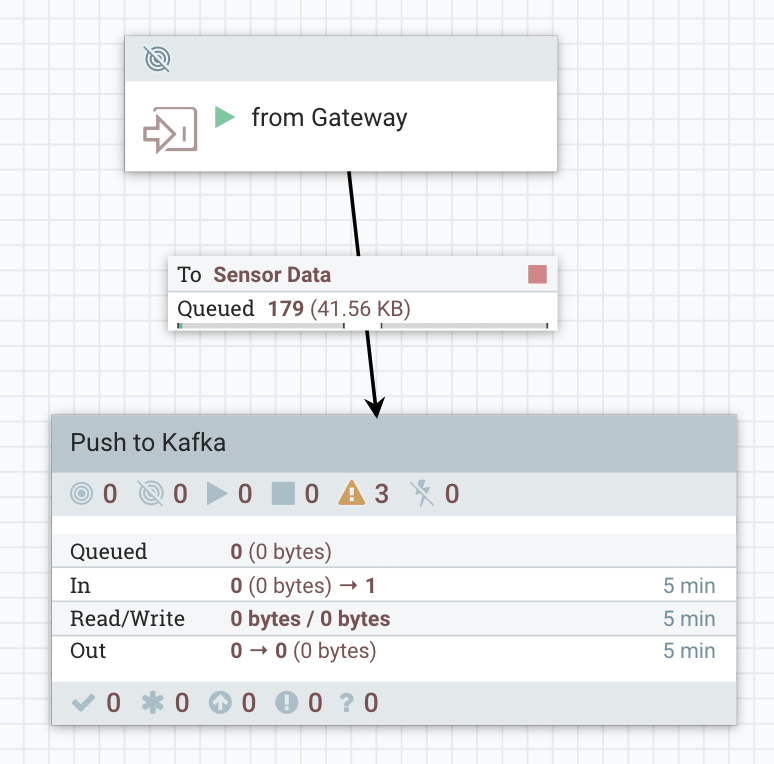 from Gateway
To Sensor Data
Queued 179 (41.56 KB)
Push to Kafka
0 0 0 0 3 0
Queued 0 (0 bytes)
In 0 (0 bytes) → 1 5 min
Read/Write 0 bytes / 0 bytes 5 min
Out 0 → 0 (0 bytes) 5 min
0 0 0 0 ? 0